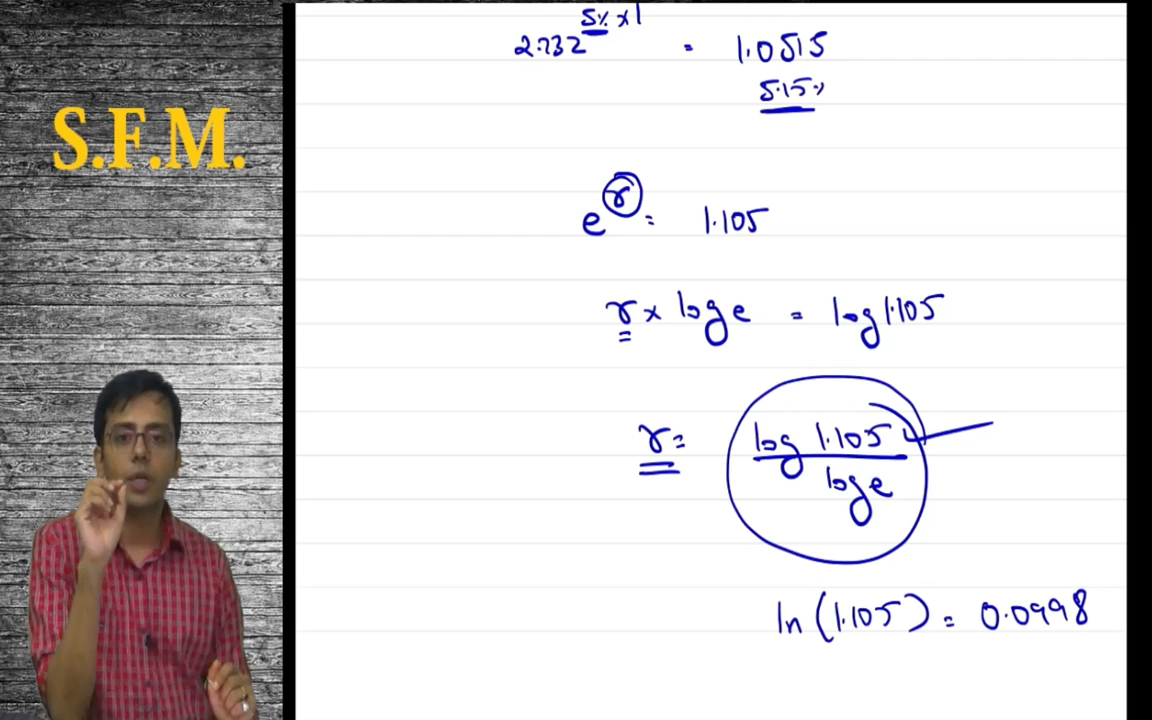 S.F.M.
2.732^5% x 1 = 1.0515
5.15%
e^r = 1.105
r x log e = log 1.105
r = log 1.105 / log e
ln (1.105) = 0.0998